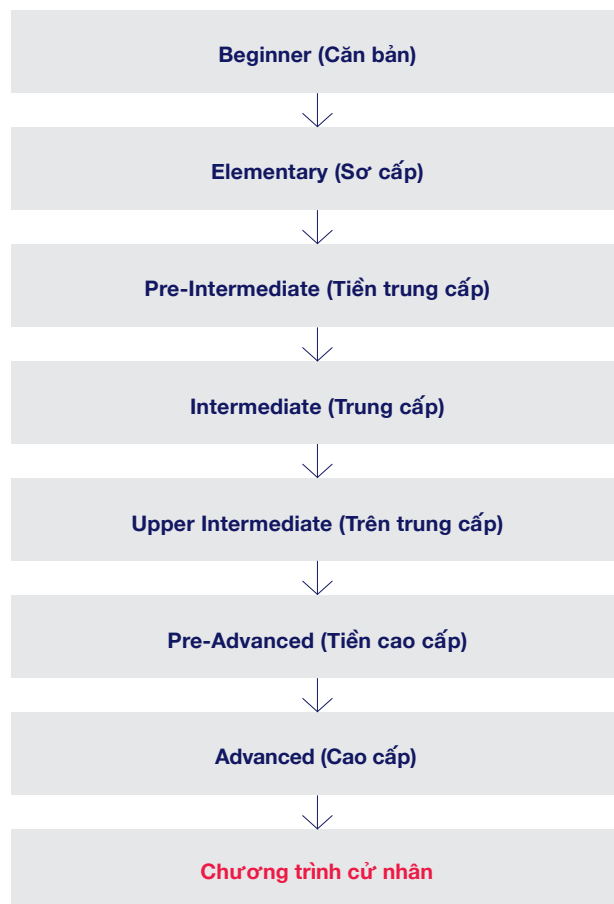 Beginner (Căn bản)
Elementary (Sơ cấp)
Pre-Intermediate (Tiền trung cấp)
Intermediate (Trung cấp)
Upper Intermediate (Trên trung cấp)
Pre-Advanced (Tiền cao cấp)
Advanced (Cao cấp)
Chương trình cử nhân